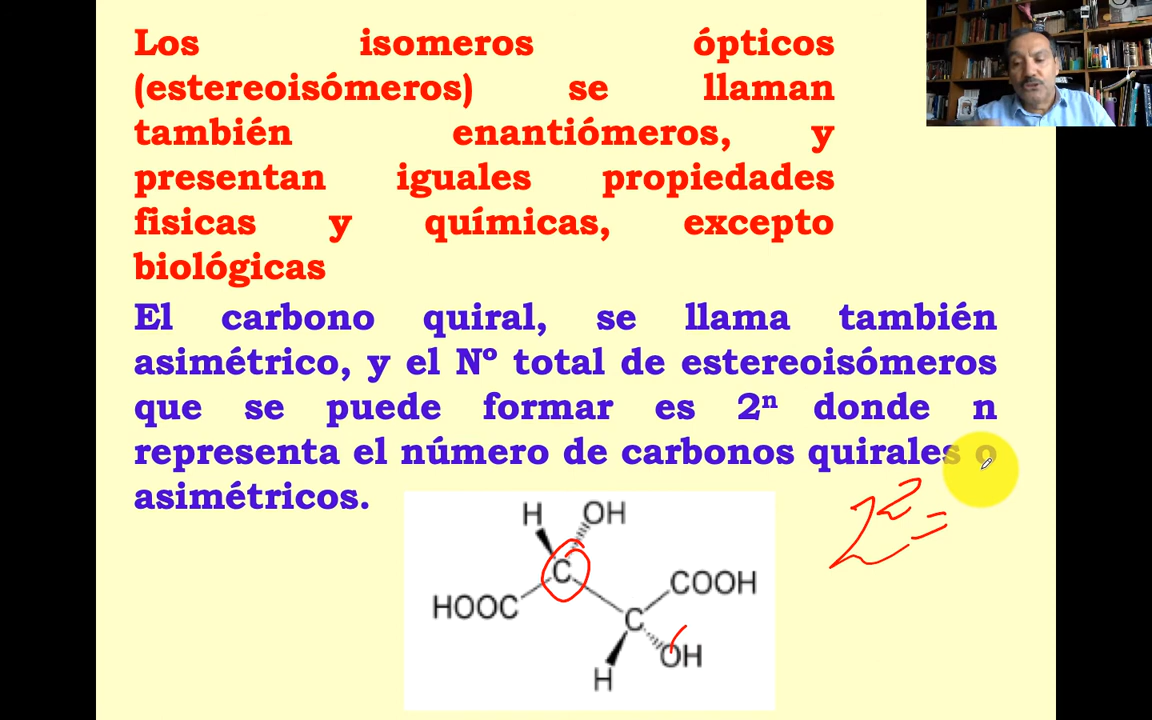 Los isomeros ópticos
(estereoisómeros) se llaman
también enantiómeros, y
presentan iguales propiedades
fisicas y químicas, excepto
biológicas
El carbono quiral, se llama también
asimétrico, y el Nº total de estereoisómeros
que se puede formar es 2ⁿ donde n
representa el número de carbonos quirales o
asimétricos.
2² =
H OH
C COOH
HOOC C
OH
H